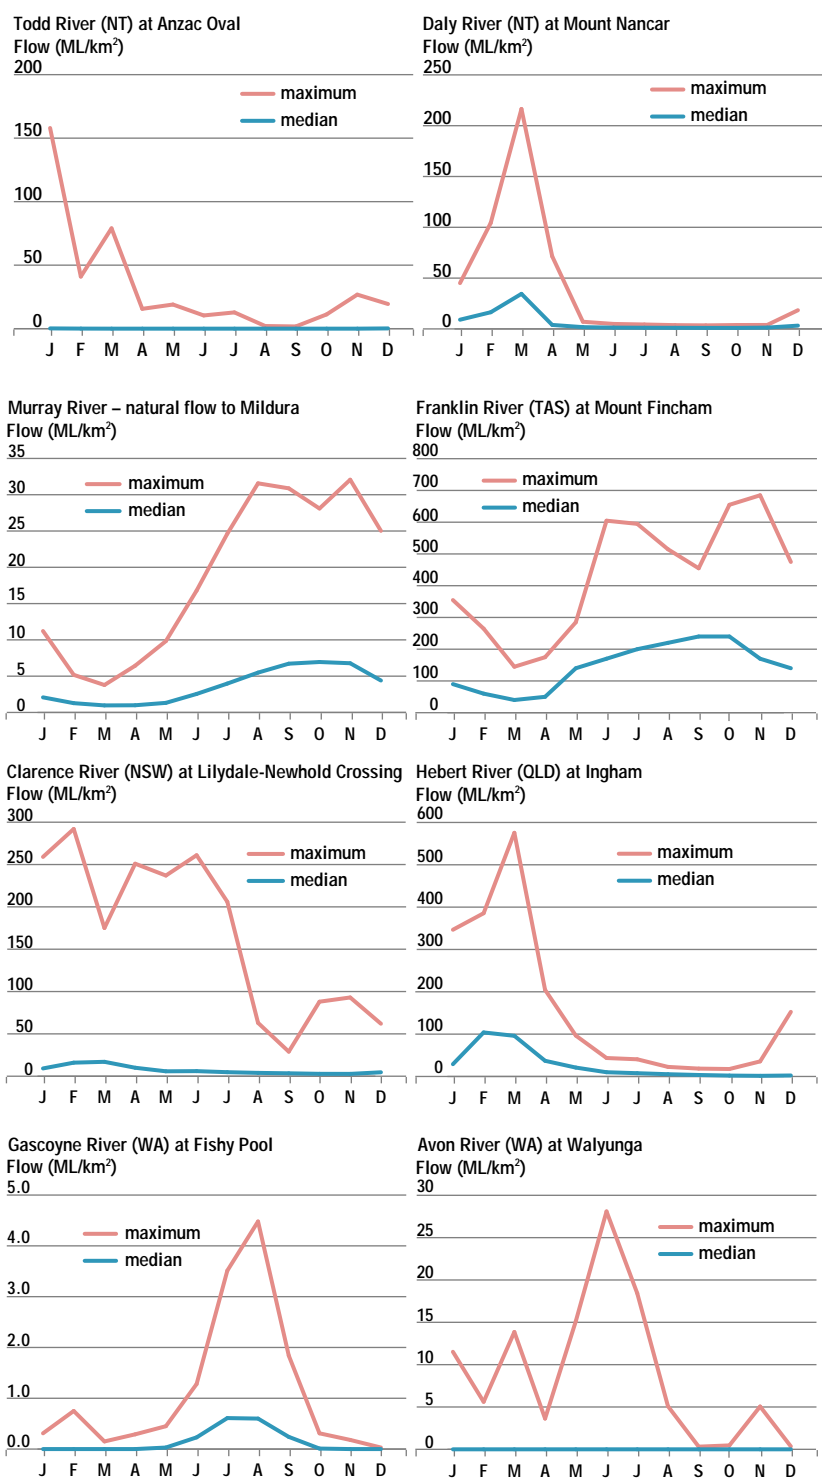 Todd River (NT) at Anzac Oval
Flow (ML/km²)
200
150
100
50
0
maximum
median
J F M A M J J A S O N D
Daly River (NT) at Mount Nancar
Flow (ML/km²)
250
200
150
100
50
0
maximum
median
J F M A M J J A S O N D
Murray River – natural flow to Mildura
Flow (ML/km²)
35
30
25
20
15
10
5
0
maximum
median
J F M A M J J A S O N D
Franklin River (TAS) at Mount Fincham
Flow (ML/km²)
800
700
600
500
400
300
200
100
0
maximum
median
J F M A M J J A S O N D
Clarence River (NSW) at Lilydale-Newhold Crossing
Flow (ML/km²)
300
250
200
150
100
50
0
maximum
median
J F M A M J J A S O N D
Hebert River (QLD) at Ingham
Flow (ML/km²)
600
500
400
300
200
100
0
maximum
median
J F M A M J J A S O N D
Gascoyne River (WA) at Fishy Pool
Flow (ML/km²)
5.0
4.0
3.0
2.0
1.0
0.0
maximum
median
J F M A M J J A S O N D
Avon River (WA) at Walyunga
Flow (ML/km²)
30
25
20
15
10
5
0
maximum
median
J F M A M J J A S O N D